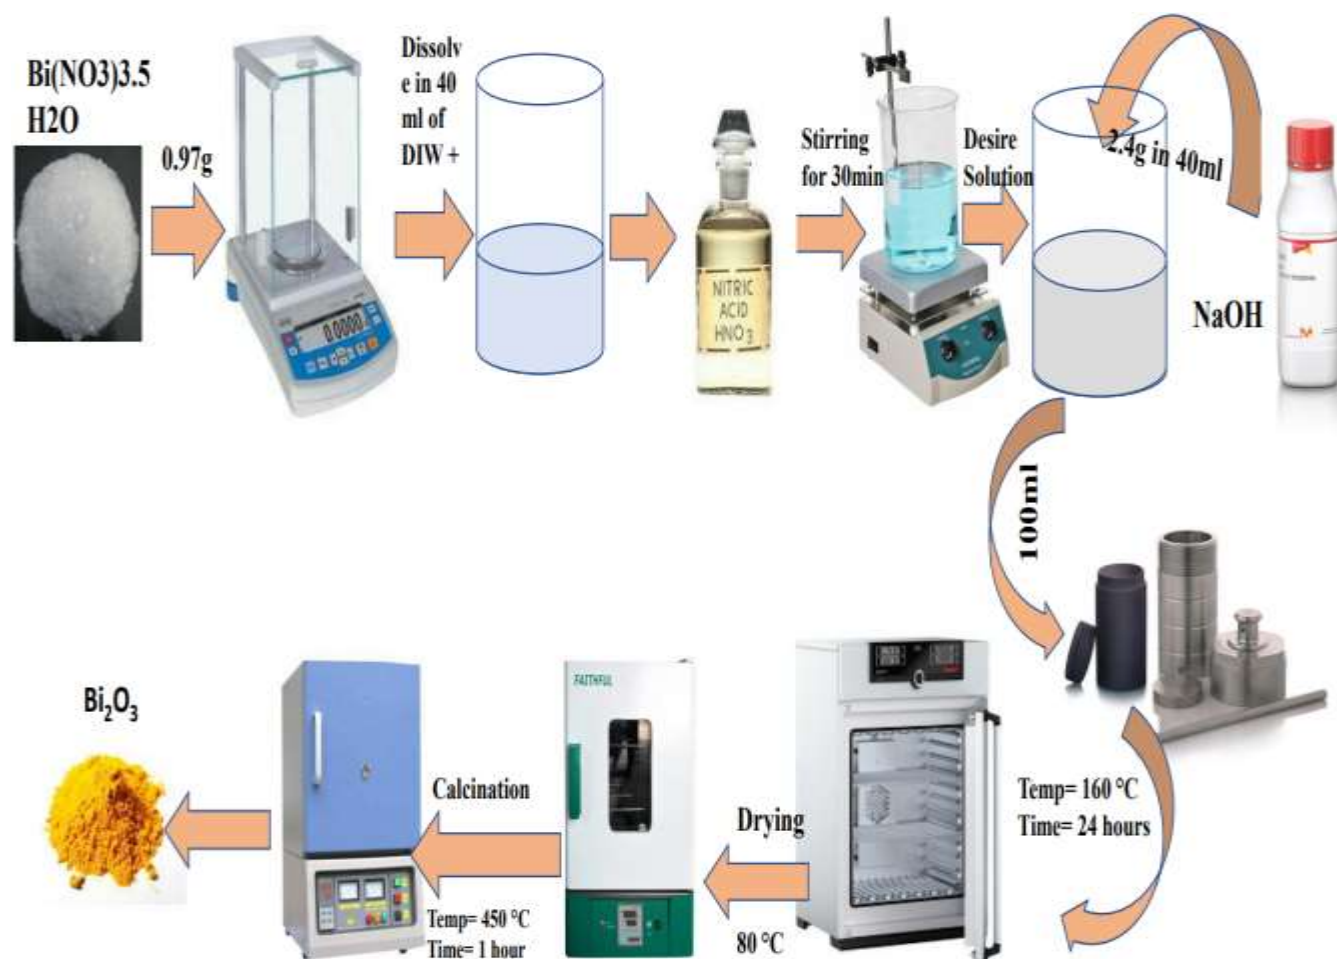 Bi(NO3)3.5
H2O
0.97g
Dissolv
e in 40
ml of
DIW +
NITRIC
ACID
HNO₃
Stirring
for 30min
Desire
Solution
2.4g in 40ml
NaOH
100ml
Temp= 160 °C
Time= 24 hours
Drying
80 °C
FAITHFUL
Calcination
Temp= 450 °C
Time= 1 hour
Bi₂O₃
0.0000